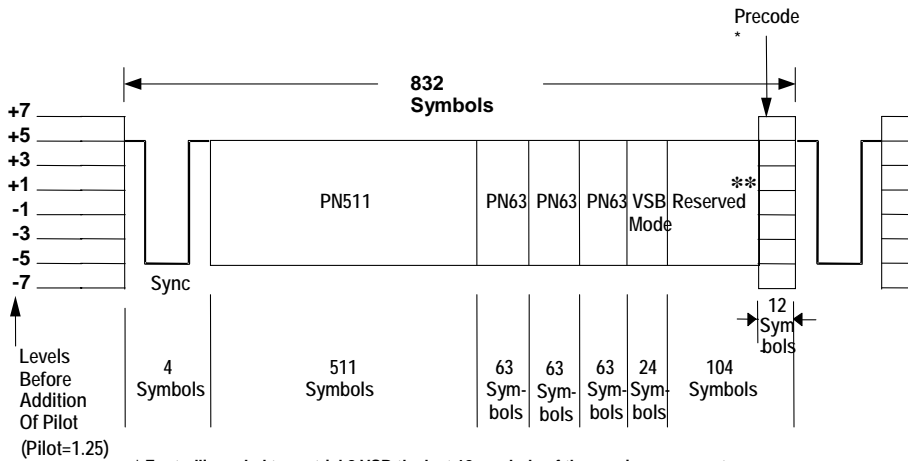 Precode
*
832
Symbols
+7
+5
+3
+1
-1
-3
-5
-7
PN511
PN63
PN63
PN63
VSB
Mode
Reserved
**
Sync
Levels
Before
Addition
Of Pilot
(Pilot=1.25)
4
Symbols
511
Symbols
63
Sym-
bols
63
Sym-
bols
63
Sym-
bols
24
Sym-
bols
104
Symbols
12
Sym
bols